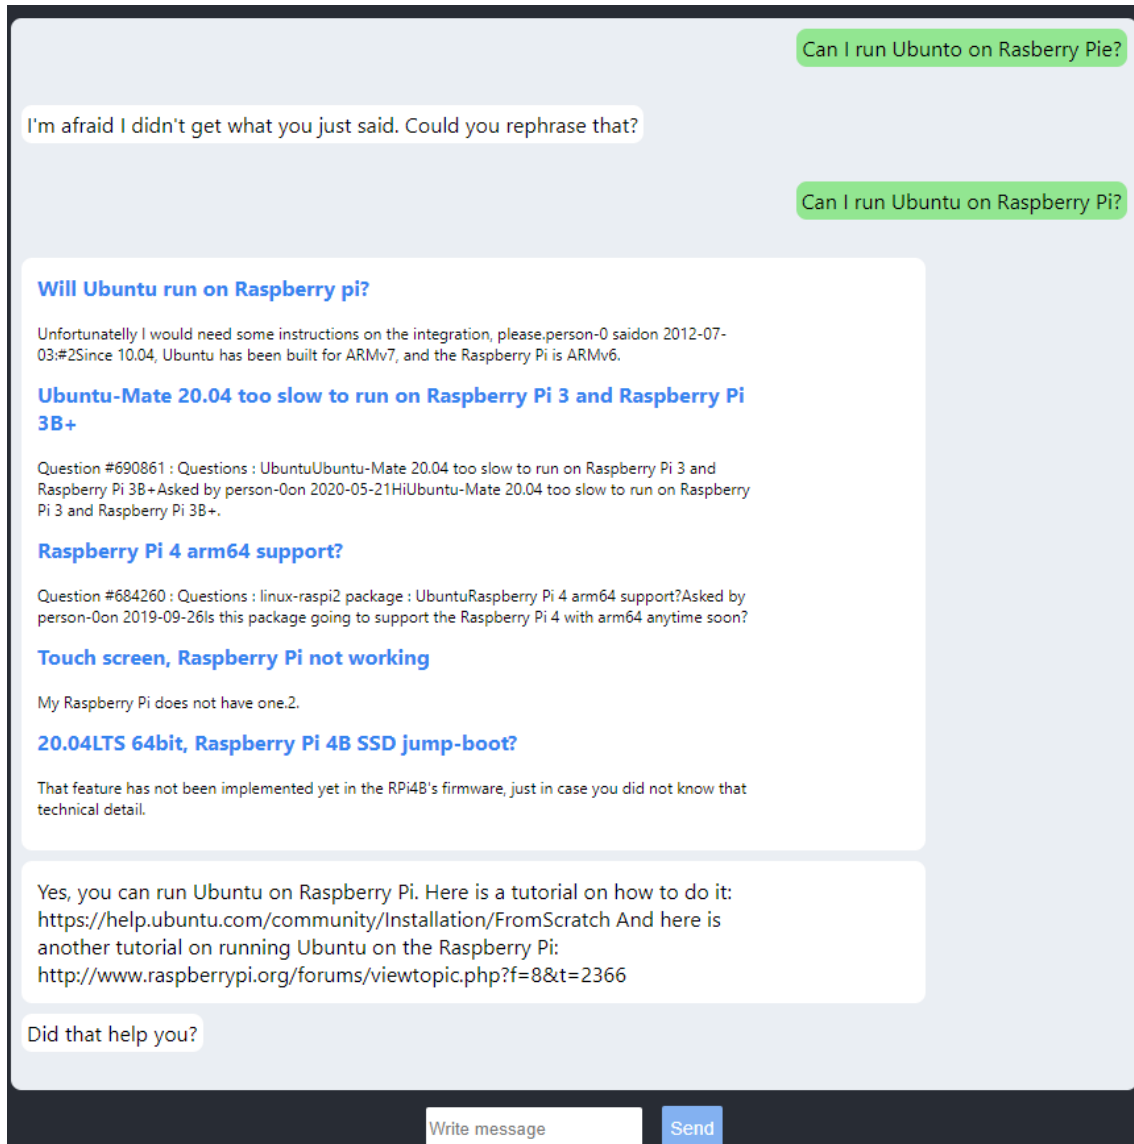 Can I run Ubunto on Rasberry Pie?
I'm afraid I didn't get what you just said. Could you rephrase that?
Can I run Ubuntu on Raspberry Pi?
Will Ubuntu run on Raspberry pi?
Unfortunatelly I would need some instructions on the integration, please.person-0 saidon 2012-07-
03:#2Since 10.04, Ubuntu has been built for ARMv7, and the Raspberry Pi is ARMv6.
Ubuntu-Mate 20.04 too slow to run on Raspberry Pi 3 and Raspberry Pi
3B+
Question #690861 : Questions : UbuntuUbuntu-Mate 20.04 too slow to run on Raspberry Pi 3 and
Raspberry Pi 3B+Asked by person-0on 2020-05-21HiUbuntu-Mate 20.04 too slow to run on Raspberry
Pi 3 and Raspberry Pi 3B+.
Raspberry Pi 4 arm64 support?
Question #684260 : Questions : linux-raspi2 package : UbuntuRaspberry Pi 4 arm64 support?Asked by
person-0on 2019-09-26Is this package going to support the Raspberry Pi 4 with arm64 anytime soon?
Touch screen, Raspberry Pi not working
My Raspberry Pi does not have one.2.
20.04LTS 64bit, Raspberry Pi 4B SSD jump-boot?
That feature has not been implemented yet in the RPi4B's firmware, just in case you did not know that
technical detail.
Yes, you can run Ubuntu on Raspberry Pi. Here is a tutorial on how to do it:
https://help.ubuntu.com/community/Installation/FromScratch And here is
another tutorial on running Ubuntu on the Raspberry Pi:
http://www.raspberrypi.org/forums/viewtopic.php?f=8&t=2366
Did that help you?
Write message
Send